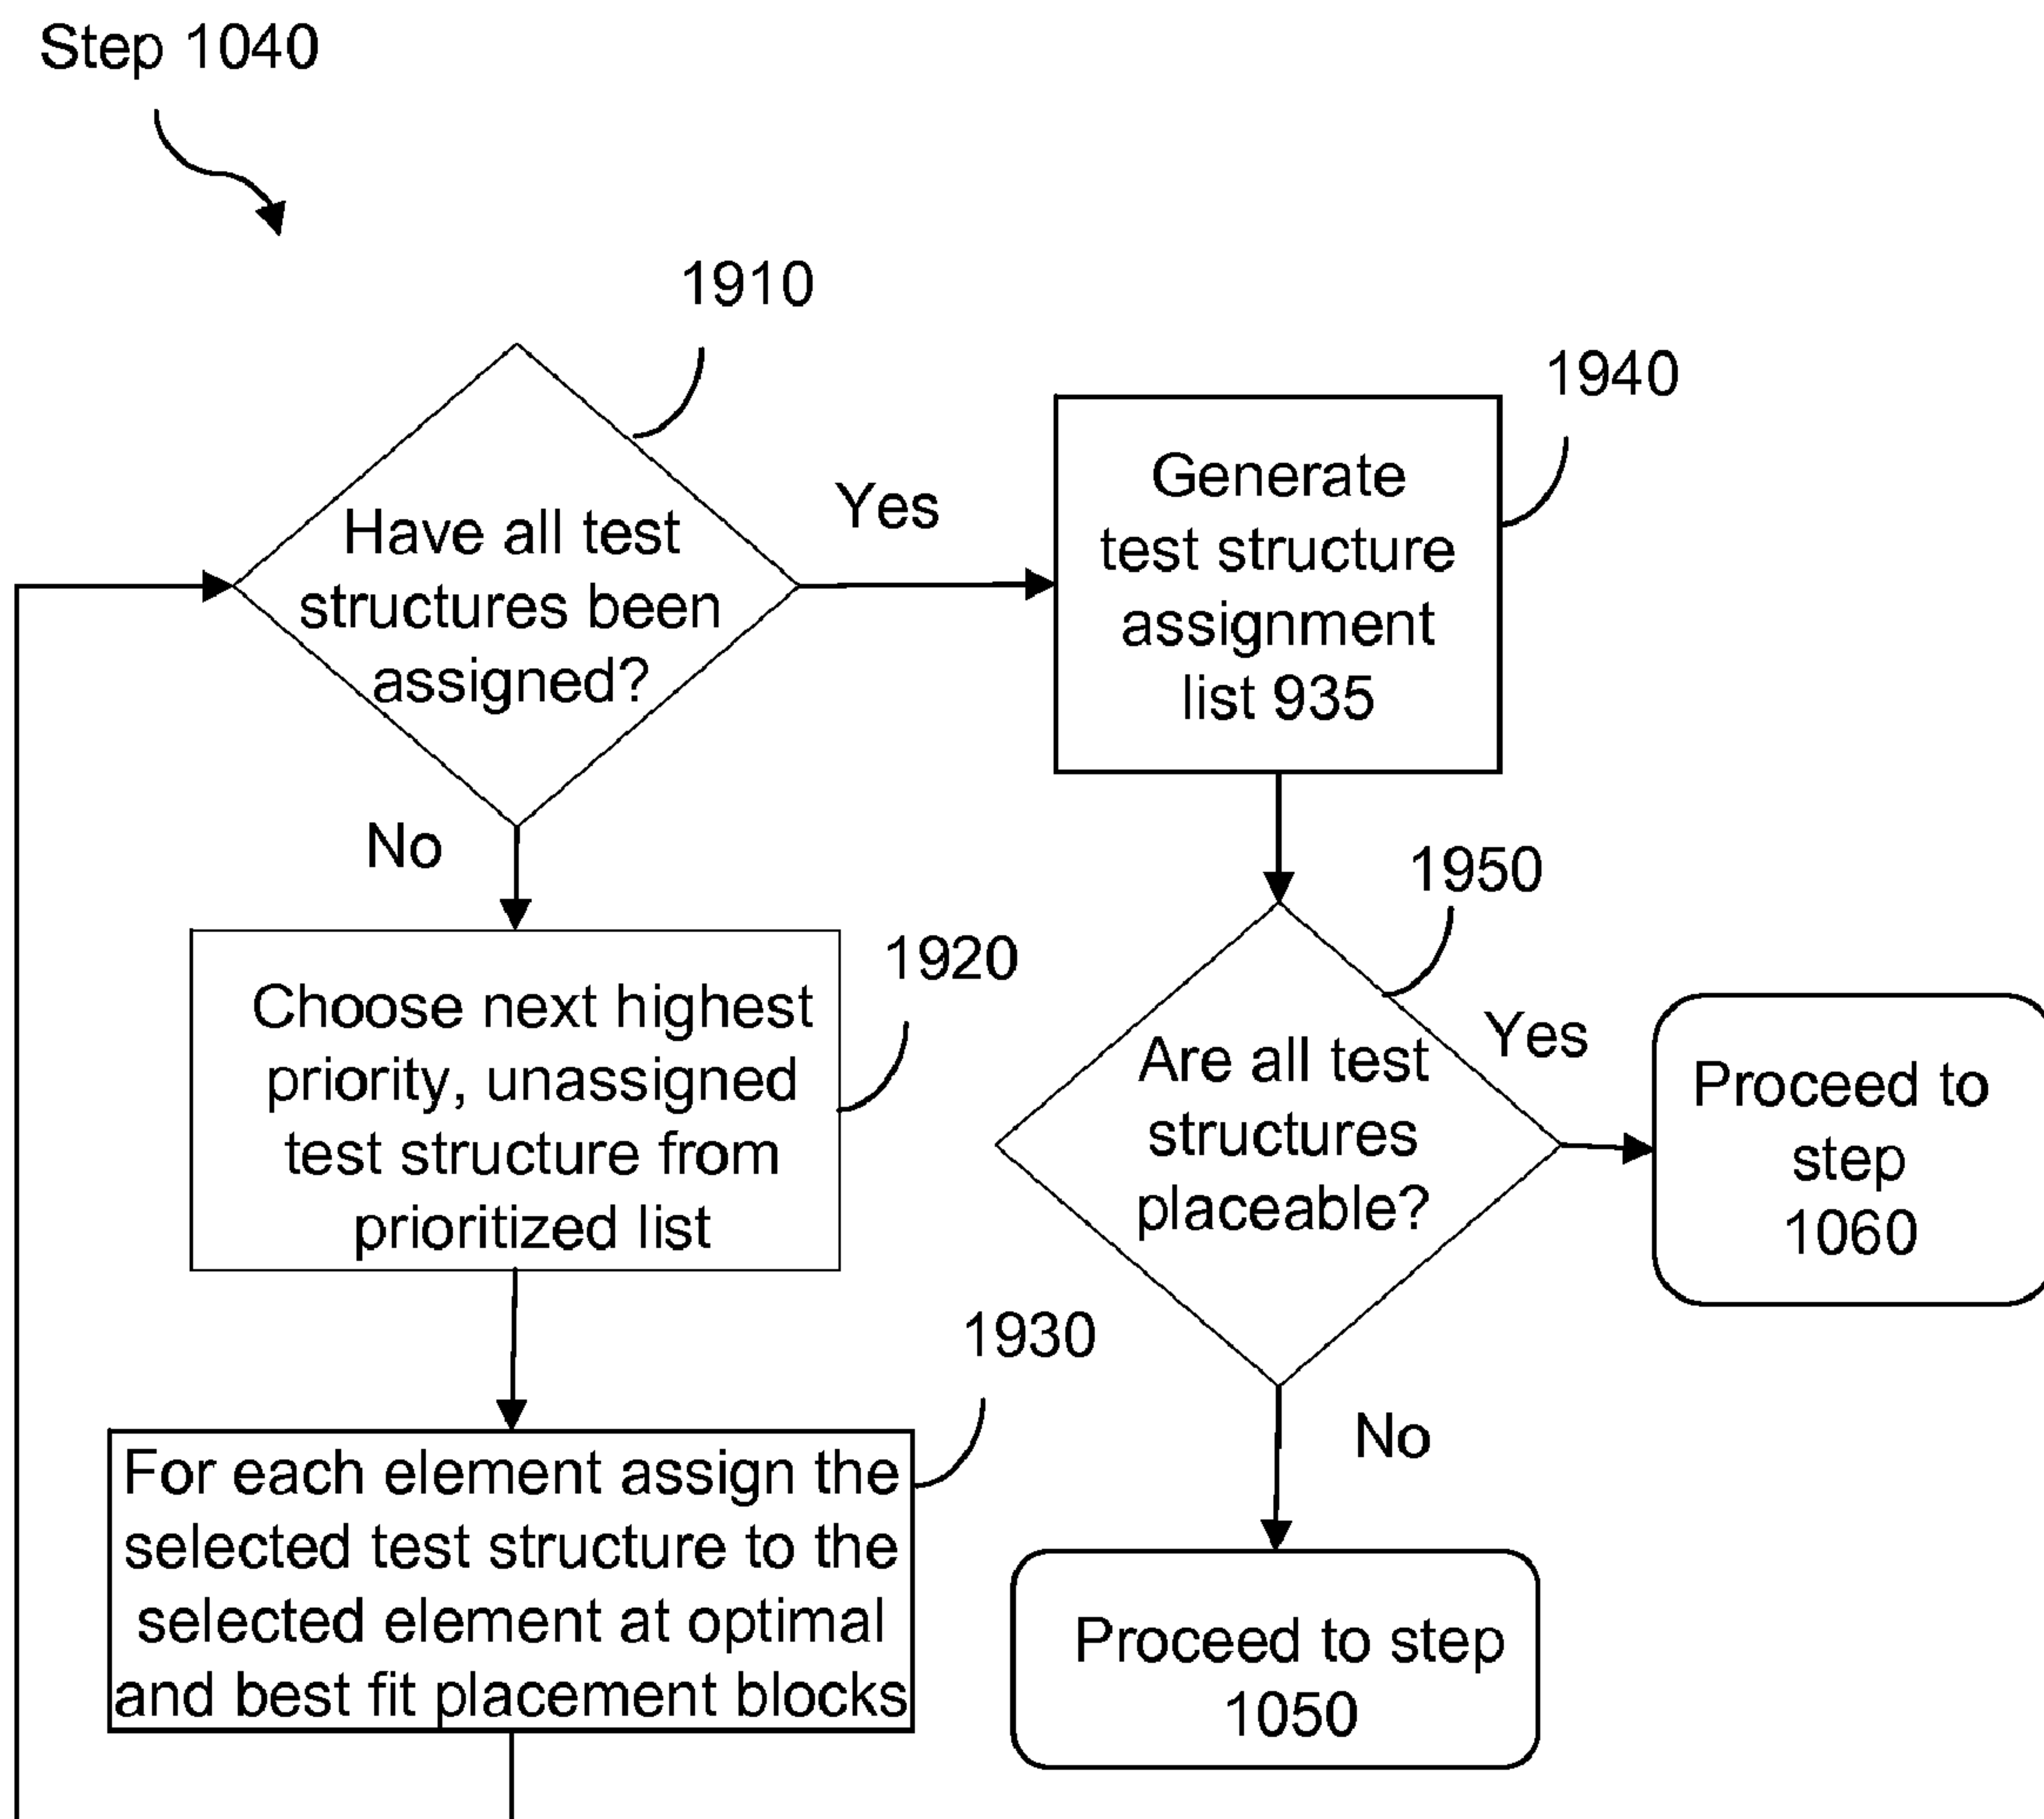 Step 1040
1910
Have all test
structures been
assigned?
Yes
No
1940
Generate
test structure
assignment
list 935
1920
Choose next highest
priority, unassigned
test structure from
prioritized list
1930
For each element assign the
selected test structure to the
selected element at optimal
and best fit placement blocks
1950
Are all test
structures
placeable?
Yes
Proceed to
step
1060
No
Proceed to step
1050